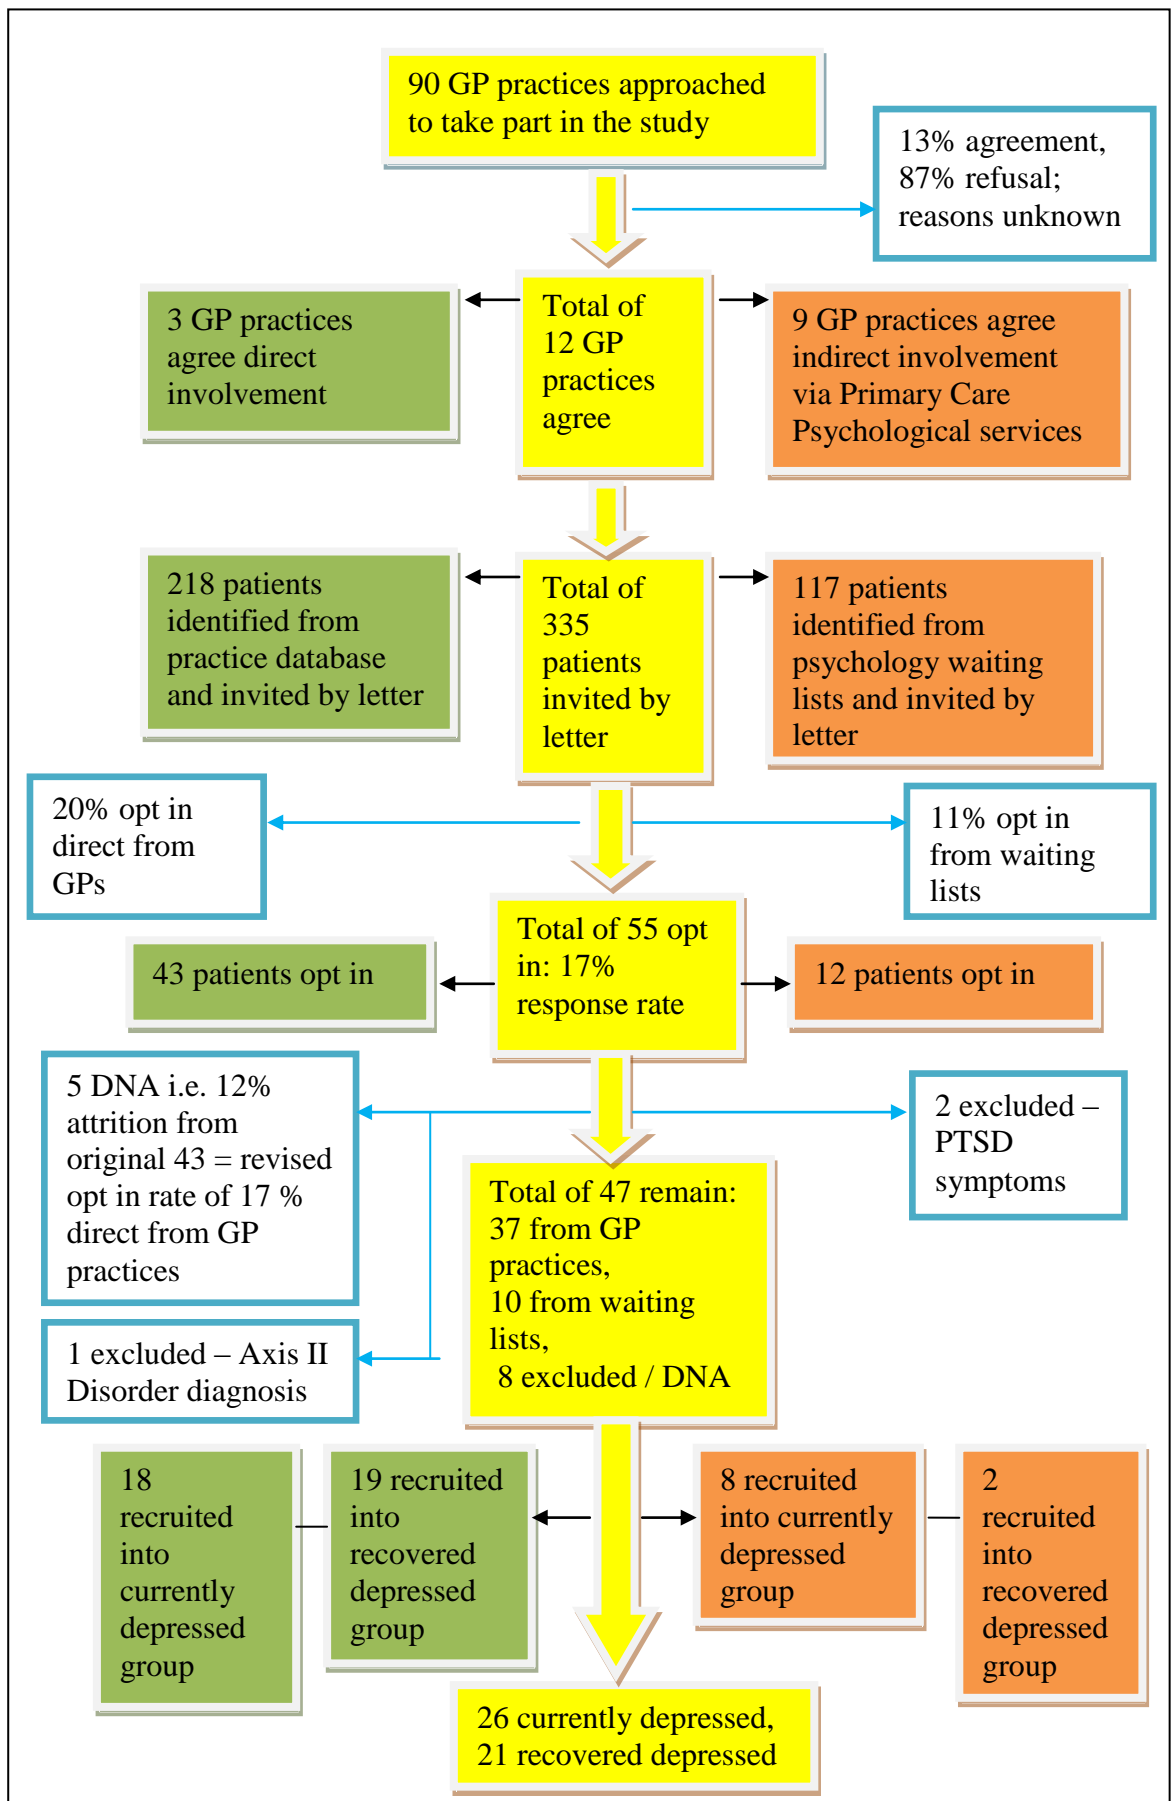 90 GP practices approached
to take part in the study
13% agreement,
87% refusal;
reasons unknown
3 GP practices
agree direct
involvement
Total of
12 GP
practices
agree
9 GP practices agree
indirect involvement
via Primary Care
Psychological services
218 patients
identified from
practice database
and invited by letter
Total of
335
patients
invited by
letter
117 patients
identified from
psychology waiting
lists and invited by
letter
20% opt in
direct from
GPs
11% opt in
from waiting
lists
43 patients opt in
Total of 55 opt
in: 17%
response rate
12 patients opt in
5 DNA i.e. 12%
attrition from
original 43 = revised
opt in rate of 17 %
direct from GP
practices
2 excluded –
PTSD
symptoms
Total of 47 remain:
37 from GP
practices,
10 from waiting
lists,
8 excluded / DNA
1 excluded – Axis II
Disorder diagnosis
18
recruited
into
currently
depressed
group
19 recruited
into
recovered
depressed
group
8 recruited
into currently
depressed
group
2
recruited
into
recovered
depressed
group
26 currently depressed,
21 recovered depressed